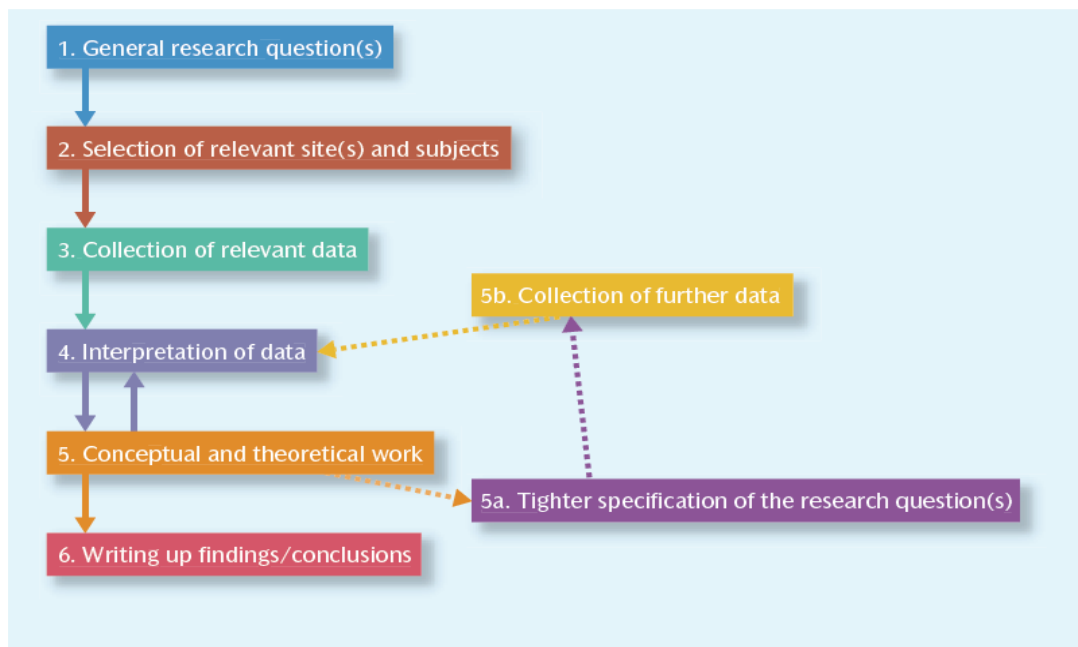 1. General research question(s)
2. Selection of relevant site(s) and subjects
3. Collection of relevant data
5b. Collection of further data
4. Interpretation of data
5. Conceptual and theoretical work
5a. Tighter specification of the research question(s)
6. Writing up findings/conclusions